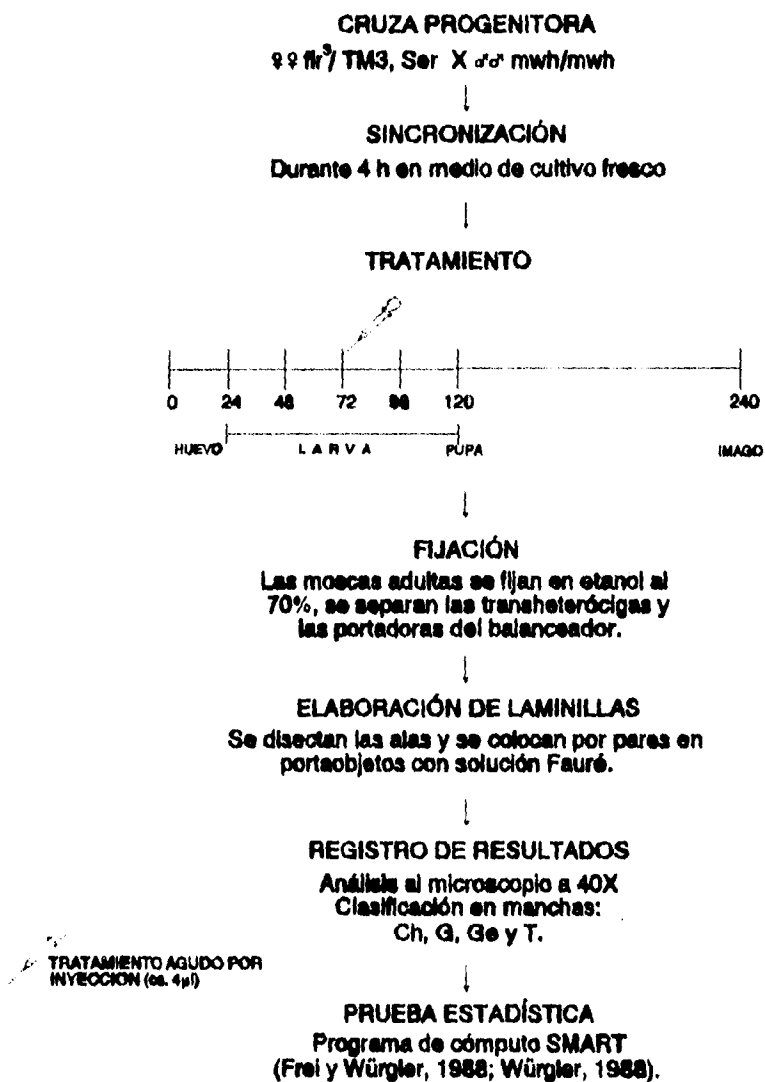 CRUZA PROGENITORA
♀♀ flr³/ TM3, Ser X ♂♂ mwh/mwh
SINCRONIZACIÓN
Durante 4 h en medio de cultivo fresco
TRATAMIENTO
0 24 48 72 96 120 240
HUEVO LARVA PUPA IMAGO
FIJACIÓN
Las moscas adultas se fijan en etanol al
70%, se separan las transheterócigas y
las portadoras del balanceador.
ELABORACIÓN DE LAMINILLAS
Se disectan las alas y se colocan por pares en
portaobjetos con solución Fauré.
REGISTRO DE RESULTADOS
Análisis al microscopio a 40X
Clasificación en manchas:
Ch, G, Ge y T.
TRATAMIENTO AGUDO POR
INYECCION (ca. 4µl)
PRUEBA ESTADÍSTICA
Programa de cómputo SMART
(Frei y Würgler, 1988; Würgler, 1988).